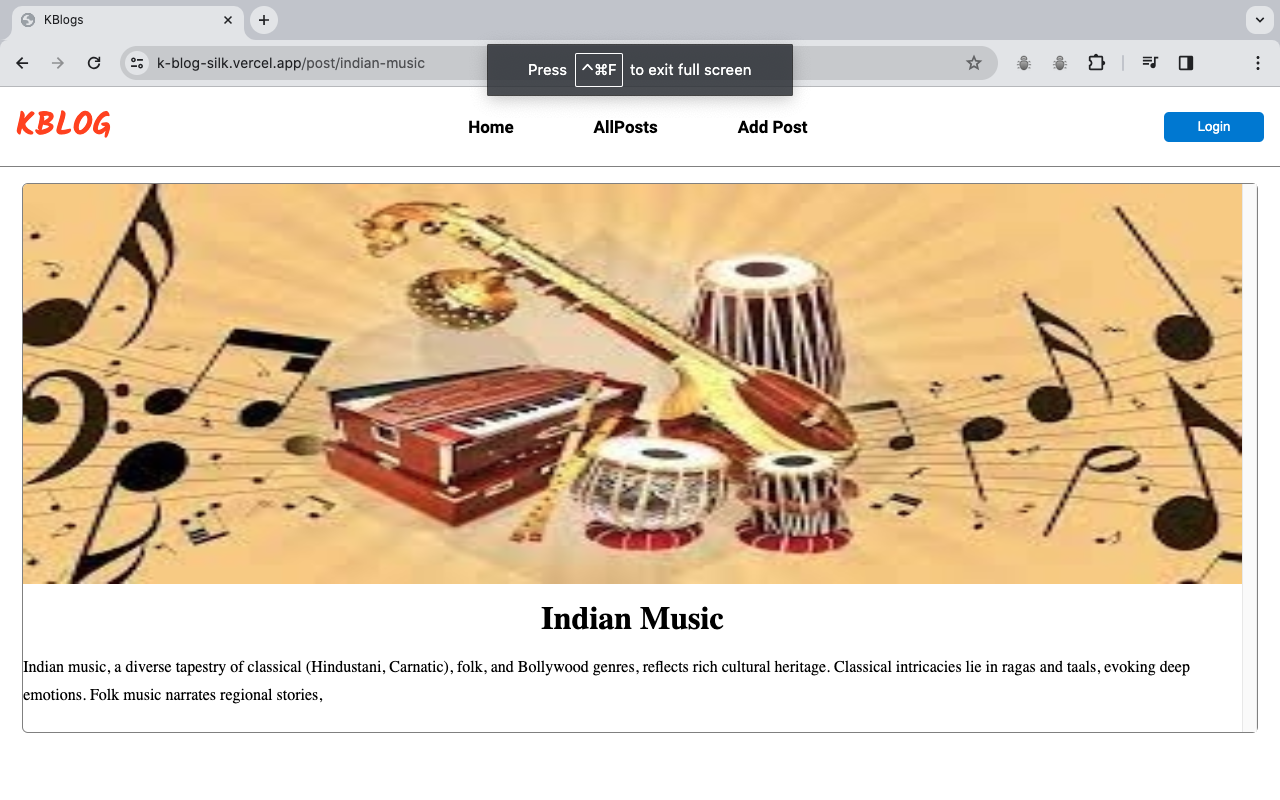 KBlogs
k-blog-silk.vercel.app/post/indian-music
Press ^⌘F to exit full screen
KBLOG
Home
AllPosts
Add Post
Login
Indian Music
Indian music, a diverse tapestry of classical (Hindustani, Carnatic), folk, and Bollywood genres, reflects rich cultural heritage. Classical intricacies lie in ragas and taals, evoking deep
emotions. Folk music narrates regional stories,